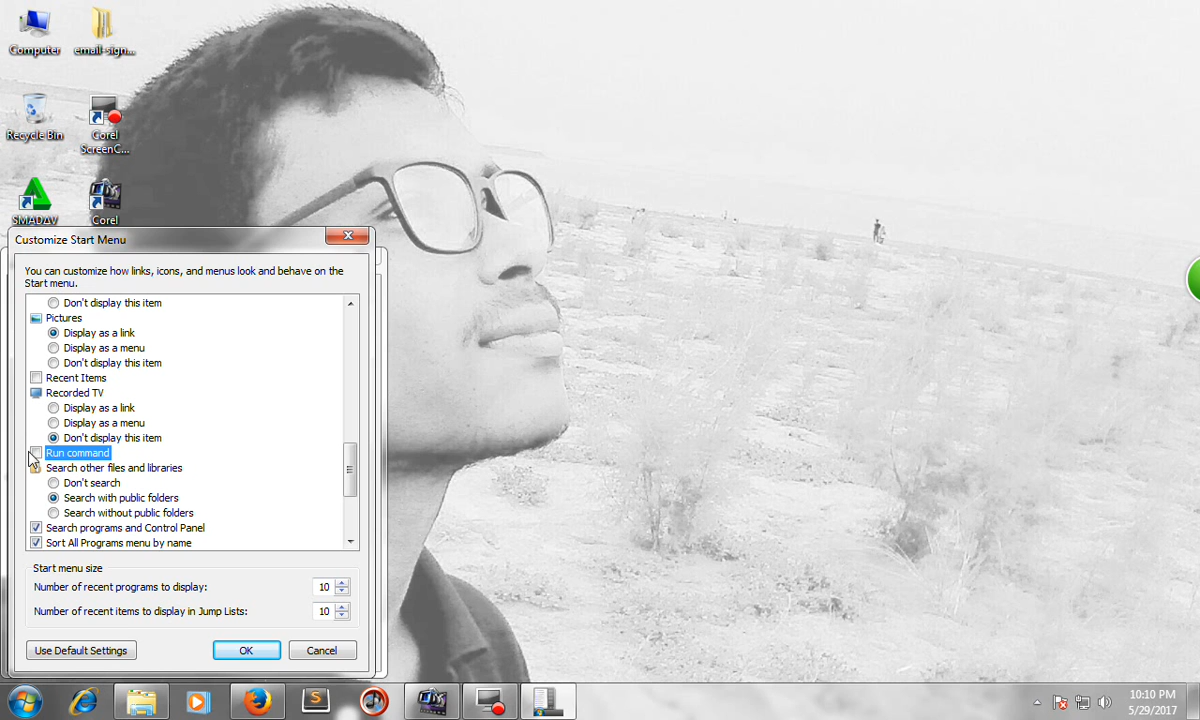 Computer
email-sign...
Recycle Bin
Corel
ScreenC...
SMADΔV
Corel
Customize Start Menu
You can customize how links, icons, and menus look and behave on the
Start menu.
Don't display this item
Pictures
Display as a link
Display as a menu
Don't display this item
Recent Items
Recorded TV
Display as a link
Display as a menu
Don't display this item
Run command
Search other files and libraries
Don't search
Search with public folders
Search without public folders
Search programs and Control Panel
Sort All Programs menu by name
Start menu size
Number of recent programs to display: 10
Number of recent items to display in Jump Lists: 10
Use Default Settings
OK
Cancel
S
10:10 PM
5/29/2017